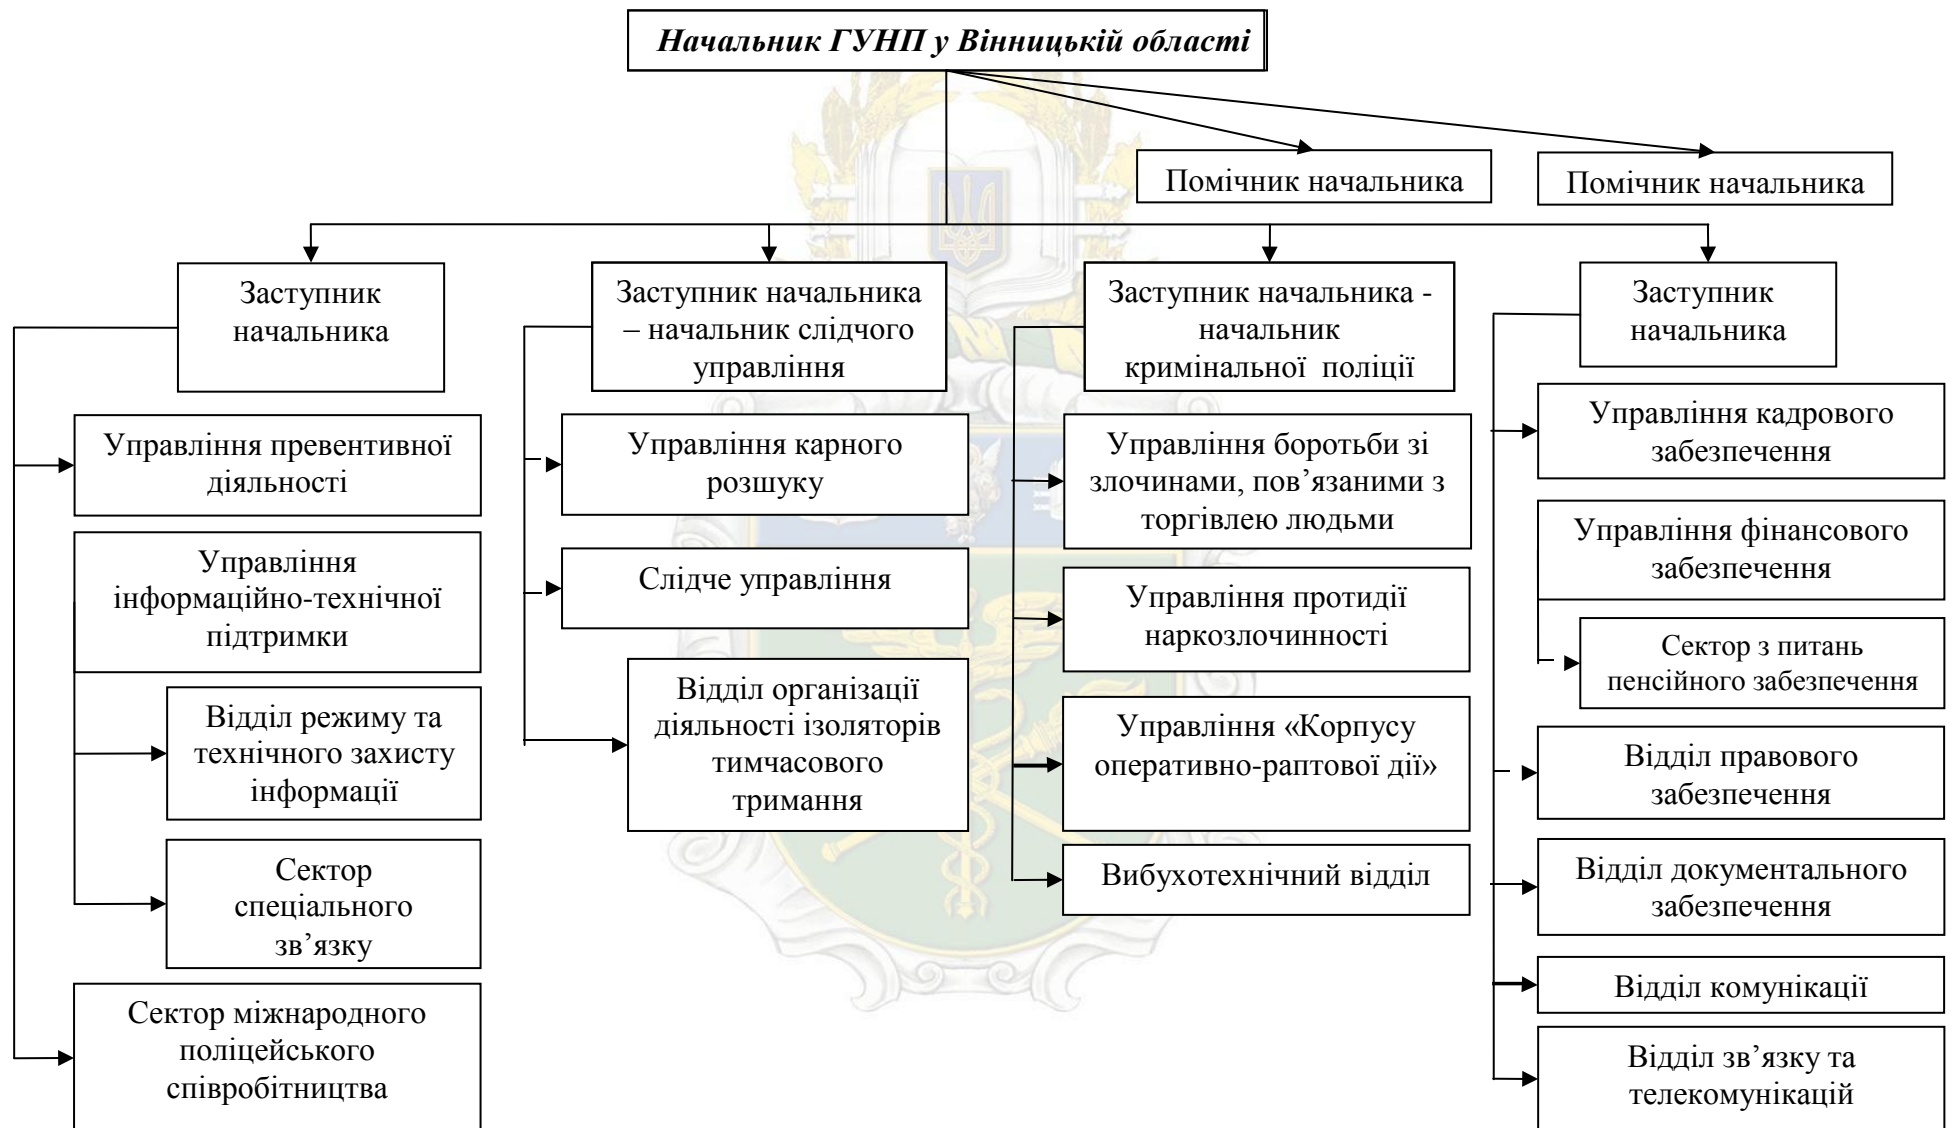 Начальник ГУНП у Вінницькій області
Помічник начальника
Помічник начальника
Заступник
начальника
Заступник начальника
– начальник слідчого
управління
Заступник начальника -
начальник
кримінальної поліції
Заступник
начальника
Управління превентивної
діяльності
Управління
інформаційно-технічної
підтримки
Відділ режиму та
технічного захисту
інформації
Сектор
спеціального
зв’язку
Сектор міжнародного
поліцейського
співробітництва
Управління карного
розшуку
Слідче управління
Відділ організації
діяльності ізоляторів
тимчасового
тримання
Управління боротьби зі
злочинами, пов’язаними з
торгівлею людьми
Управління протидії
наркозлочинності
Управління «Корпусу
оперативно-раптової дії»
Вибухотехнічний відділ
Управління кадрового
забезпечення
Управління фінансового
забезпечення
Сектор з питань
пенсійного забезпечення
Відділ правового
забезпечення
Відділ документального
забезпечення
Відділ комунікації
Відділ зв’язку та
телекомунікацій